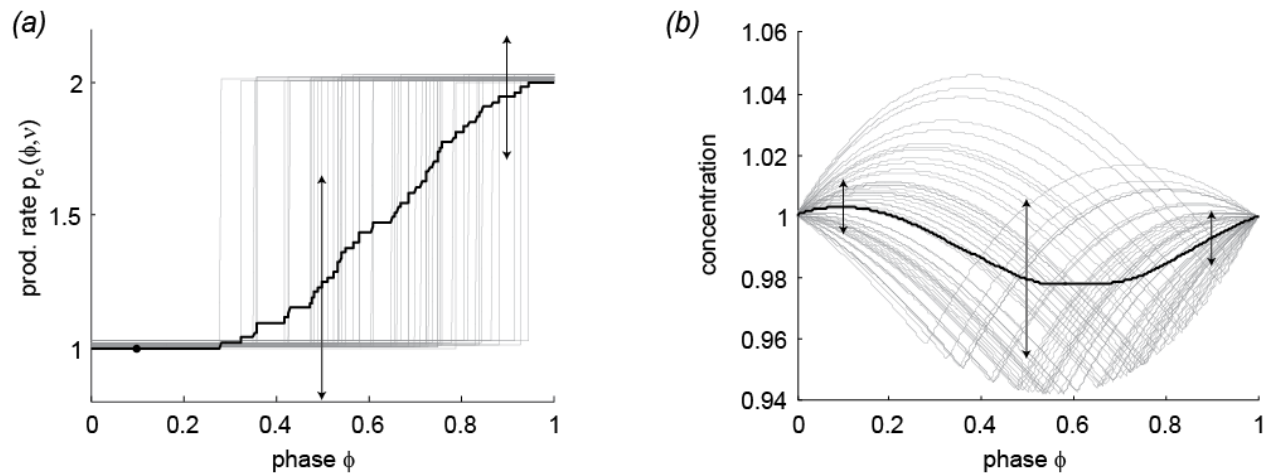 (a)
prod. rate p_c (ϕ,ν)
2
1.5
1
0 0.2 0.4 0.6 0.8 1
phase ϕ
(b)
concentration
1.06
1.04
1.02
1
0.98
0.96
0.94
0 0.2 0.4 0.6 0.8 1
phase ϕ